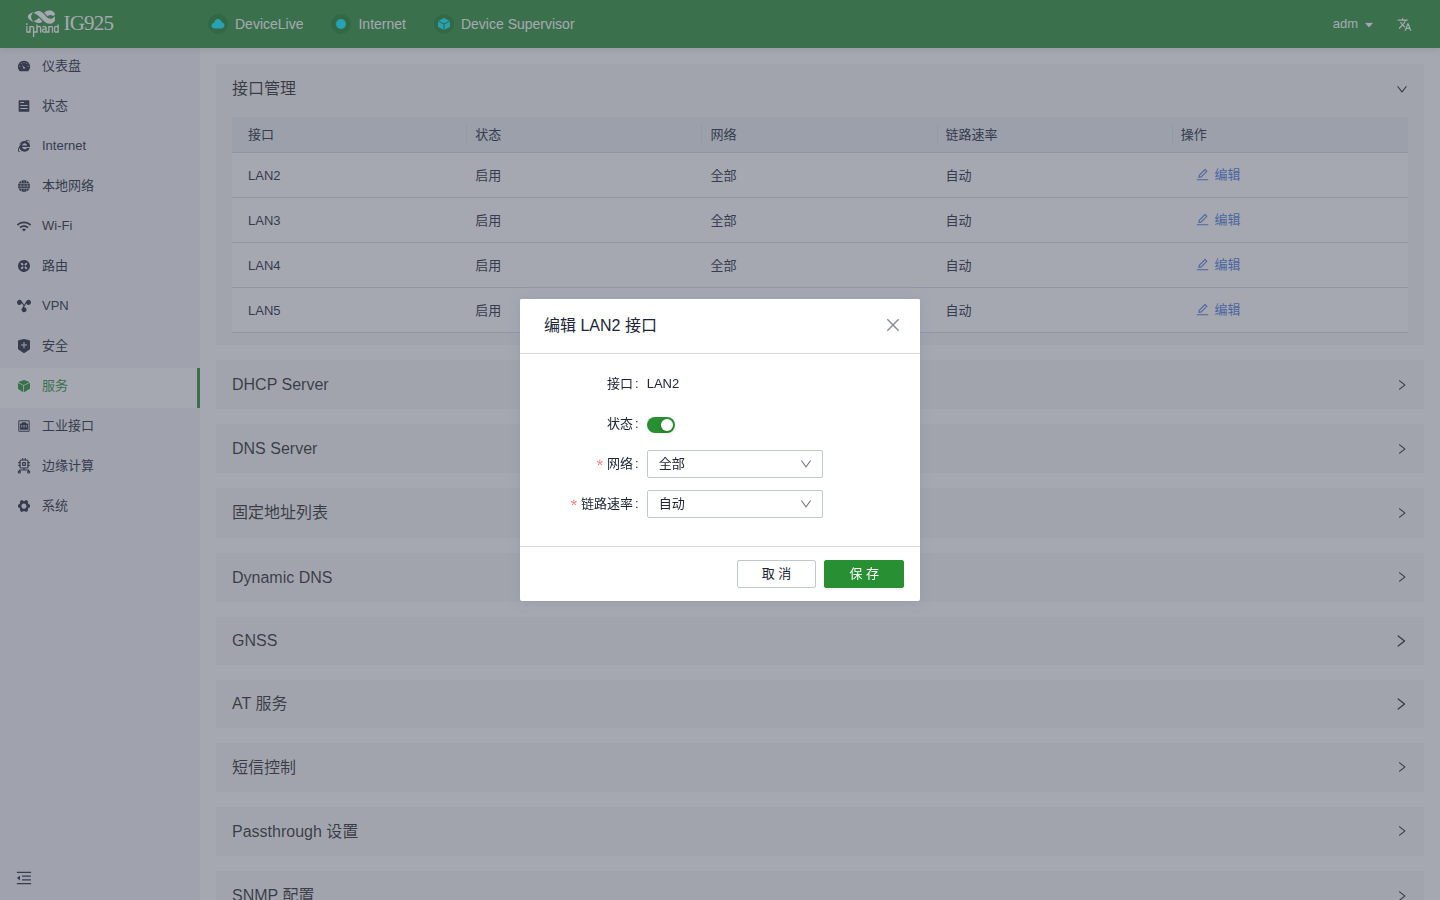 inhand IG925
DeviceLive
Internet
Device Supervisor
adm
仪表盘
状态
Internet
本地网络
Wi-Fi
路由
VPN
安全
服务
工业接口
边缘计算
系统
接口管理
接口 状态 网络 链路速率 操作
LAN2 启用 全部 自动 编辑
LAN3 启用 全部 自动 编辑
LAN4 启用 全部 自动 编辑
LAN5 启用 自动 编辑
编辑 LAN2 接口
接口: LAN2
状态:
* 网络: 全部
* 链路速率: 自动
取 消 保 存
DHCP Server
DNS Server
固定地址列表
Dynamic DNS
GNSS
AT 服务
短信控制
Passthrough 设置
SNMP 配置